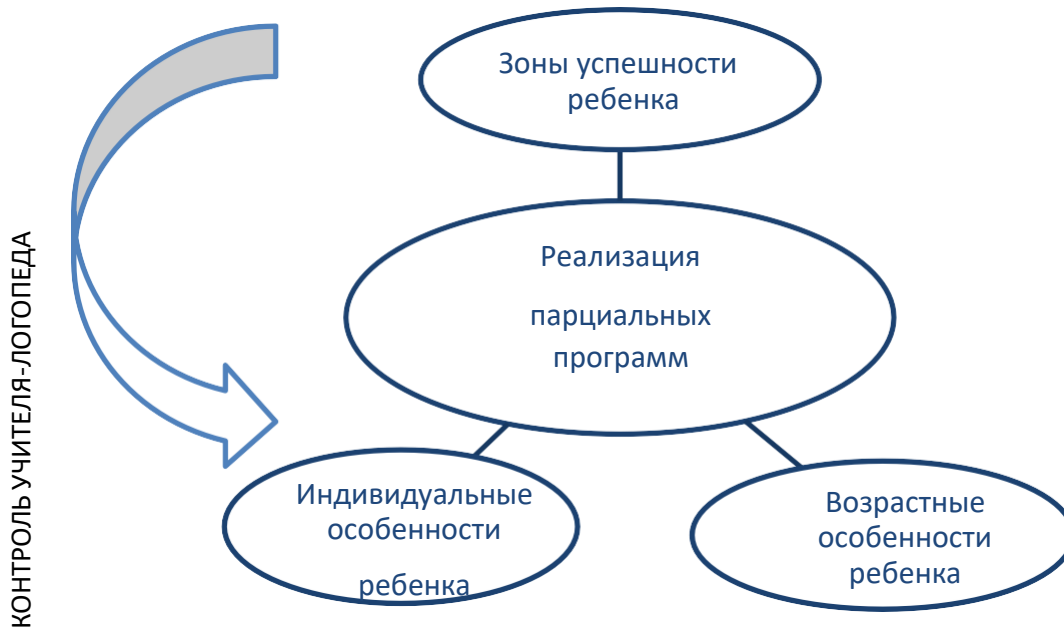 Зоны успешности
ребенка
Реализация
парциальных
программ
КОНТРОЛЬ УЧИТЕЛЯ-ЛОГОПЕДА
Индивидуальные
особенности
ребенка
Возрастные
особенности
ребенка